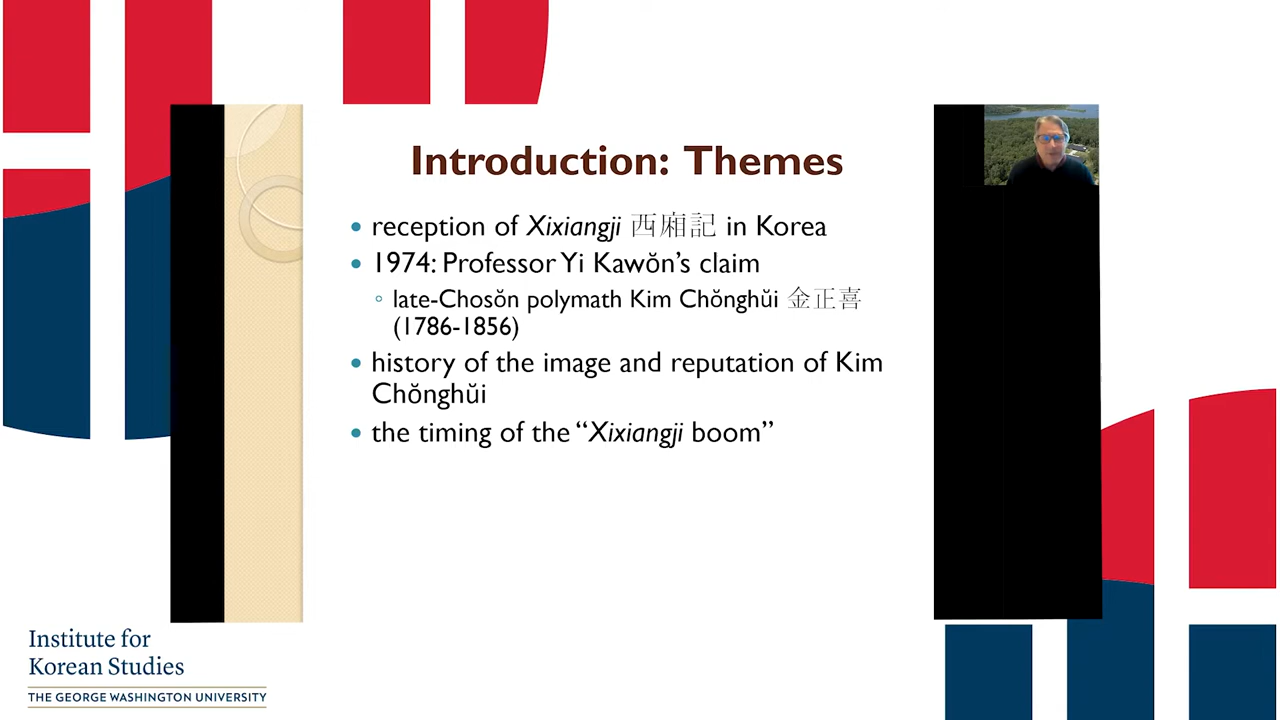 Introduction: Themes
reception of Xixiangji 西廂記 in Korea
1974: Professor Yi Kawŏn’s claim
late-Chosŏn polymath Kim Chŏnghŭi 金正喜
(1786-1856)
history of the image and reputation of Kim
Chŏnghŭi
the timing of the “Xixiangji boom”
Institute for
Korean Studies
THE GEORGE WASHINGTON UNIVERSITY